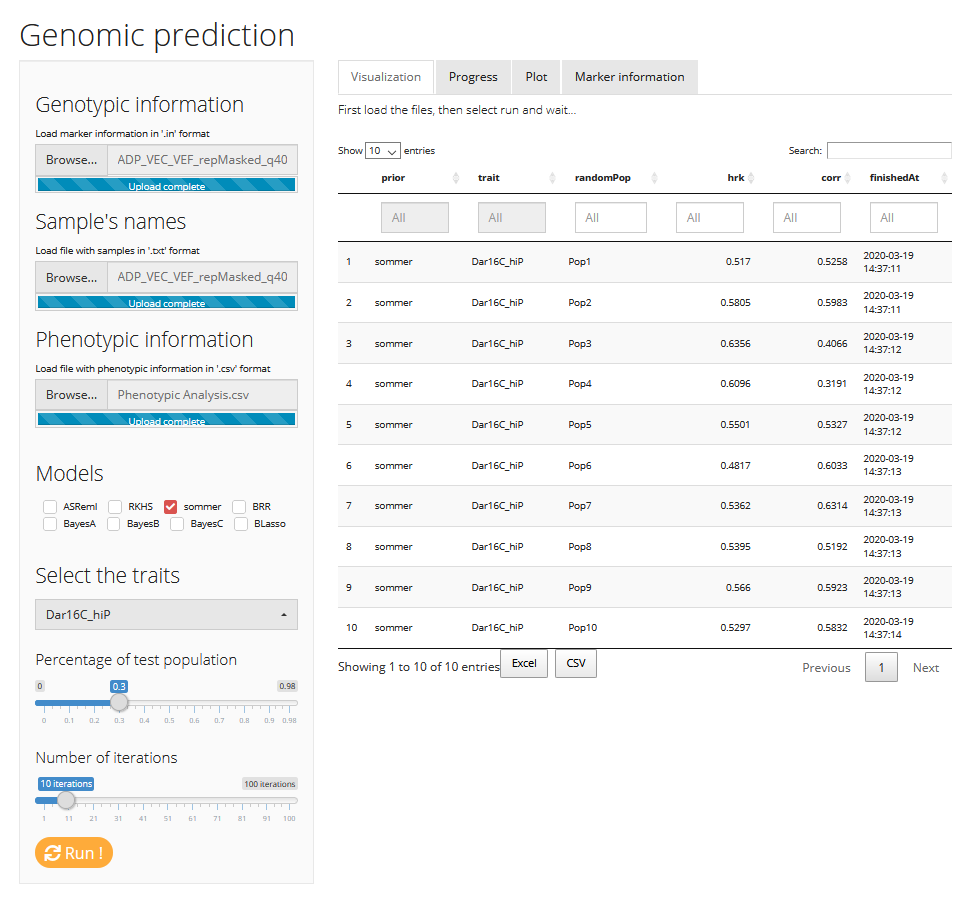 Genomic prediction
Genotypic information
Load marker information in '.in' format
Browse... ADP_VEC_VEF_repMasked_q40
Upload complete
Sample's names
Load file with samples in '.txt' format
Browse... ADP_VEC_VEF_repMasked_q40
Upload complete
Phenotypic information
Load file with phenotypic information in '.csv' format
Browse... Phenotypic Analysis.csv
Upload complete
Models
ASReml RKHS sommer BRR
BayesA BayesB BayesC BLasso
Select the traits
Dar16C_hiP
Percentage of test population
0 0.3 0.98
0 0.1 0.2 0.3 0.4 0.5 0.6 0.7 0.8 0.9 0.98
Number of iterations
10 iterations 100 iterations
1 11 21 31 41 51 61 71 81 91 100
Run !
Visualization Progress Plot Marker information
First load the files, then select run and wait...
Show 10 entries Search:
prior trait randomPop hrk corr finishedAt
All All All All All All
1 sommer Dar16C_hiP Pop1 0.517 0.5258 2020-03-19
14:37:11
2 sommer Dar16C_hiP Pop2 0.5805 0.5983 2020-03-19
14:37:11
3 sommer Dar16C_hiP Pop3 0.6356 0.4066 2020-03-19
14:37:12
4 sommer Dar16C_hiP Pop4 0.6096 0.3191 2020-03-19
14:37:12
5 sommer Dar16C_hiP Pop5 0.5501 0.5327 2020-03-19
14:37:12
6 sommer Dar16C_hiP Pop6 0.4817 0.6033 2020-03-19
14:37:13
7 sommer Dar16C_hiP Pop7 0.5362 0.6314 2020-03-19
14:37:13
8 sommer Dar16C_hiP Pop8 0.5395 0.5192 2020-03-19
14:37:13
9 sommer Dar16C_hiP Pop9 0.566 0.5923 2020-03-19
14:37:13
10 sommer Dar16C_hiP Pop10 0.5297 0.5832 2020-03-19
14:37:14
Showing 1 to 10 of 10 entries Excel CSV Previous 1 Next